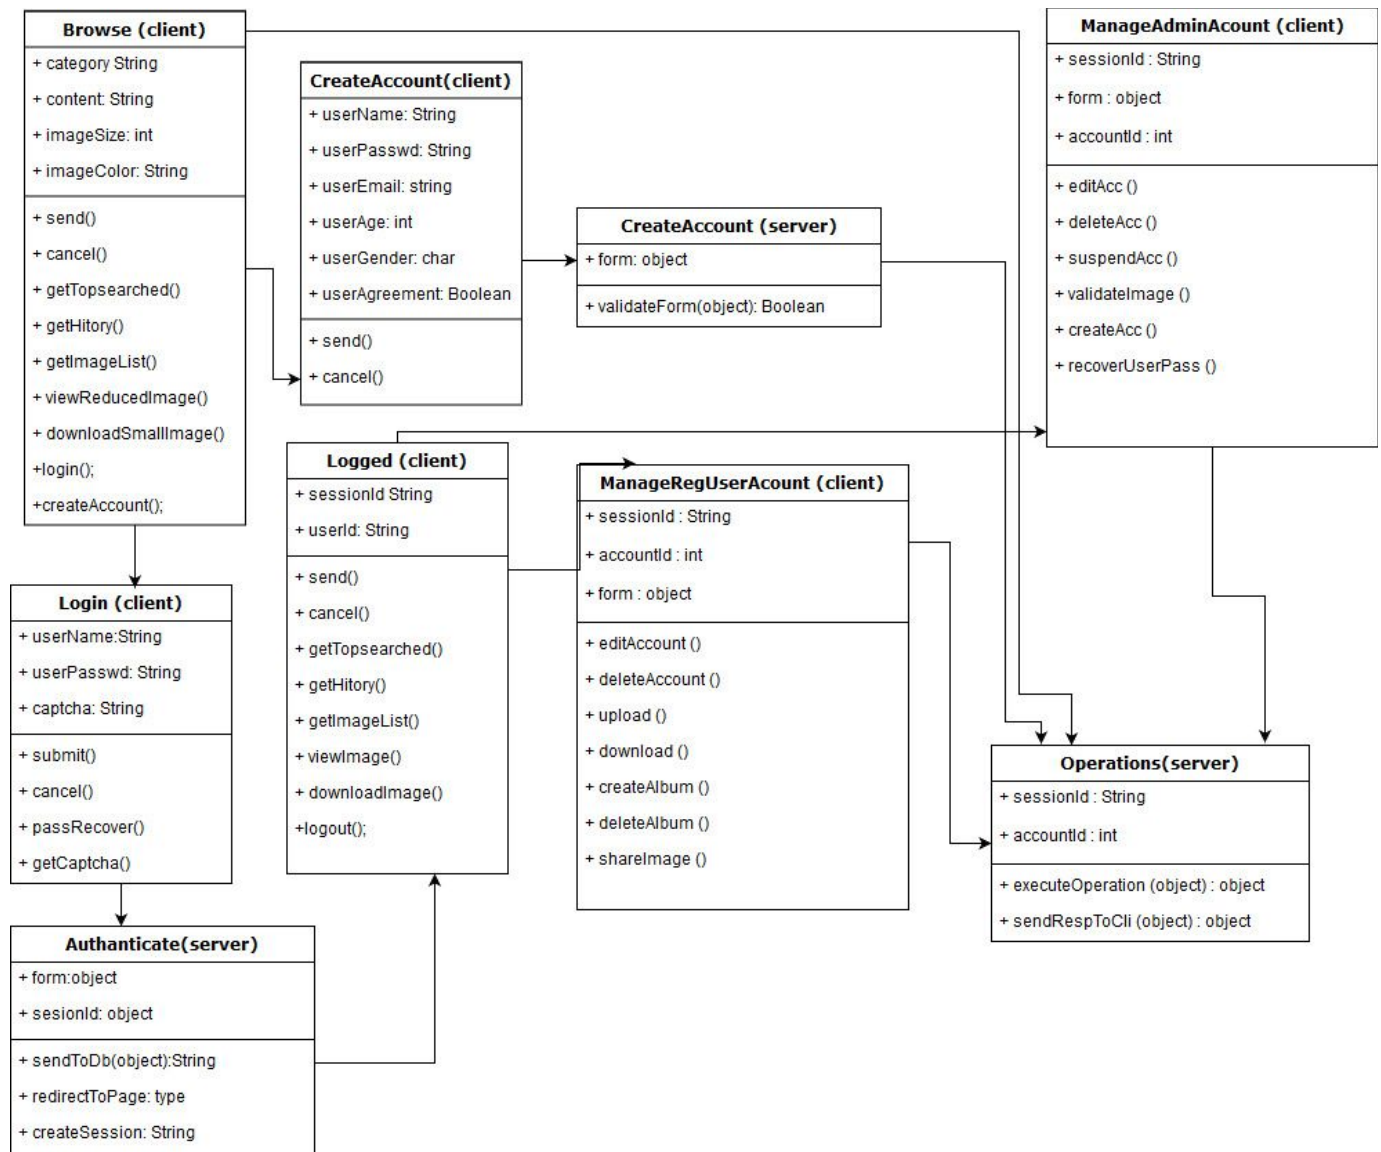 Browse (client)
+ category String
+ content: String
+ imageSize: int
+ imageColor: String
+ send()
+ cancel()
+ getTopsearched()
+ getHitory()
+ getImageList()
+ viewReducedImage()
+ downloadSmallImage()
+login();
+createAccount();
CreateAccount(client)
+ userName: String
+ userPasswd: String
+ userEmail: string
+ userAge: int
+ userGender: char
+ userAgreement: Boolean
+ send()
+ cancel()
CreateAccount (server)
+ form: object
+ validateForm(object): Boolean
ManageAdminAcount (client)
+ sessionId : String
+ form : object
+ accountId : int
+ editAcc ()
+ deleteAcc ()
+ suspendAcc ()
+ validateImage ()
+ createAcc ()
+ recoverUserPass ()
Login (client)
+ userName:String
+ userPasswd: String
+ captcha: String
+ submit()
+ cancel()
+ passRecover()
+ getCaptcha()
Logged (client)
+ sessionId String
+ userId: String
+ send()
+ cancel()
+ getTopsearched()
+ getHitory()
+ getImageList()
+ viewImage()
+ downloadImage()
+logout();
ManageRegUserAcount (client)
+ sessionId : String
+ accountId : int
+ form : object
+ editAccount ()
+ deleteAccount ()
+ upload ()
+ download ()
+ createAlbum ()
+ deleteAlbum ()
+ shareImage ()
Operations(server)
+ sessionId : String
+ accountId : int
+ executeOperation (object) : object
+ sendRespToCli (object) : object
Authanticate(server)
+ form:object
+ sesionId: object
+ sendToDb(object):String
+ redirectToPage: type
+ createSession: String